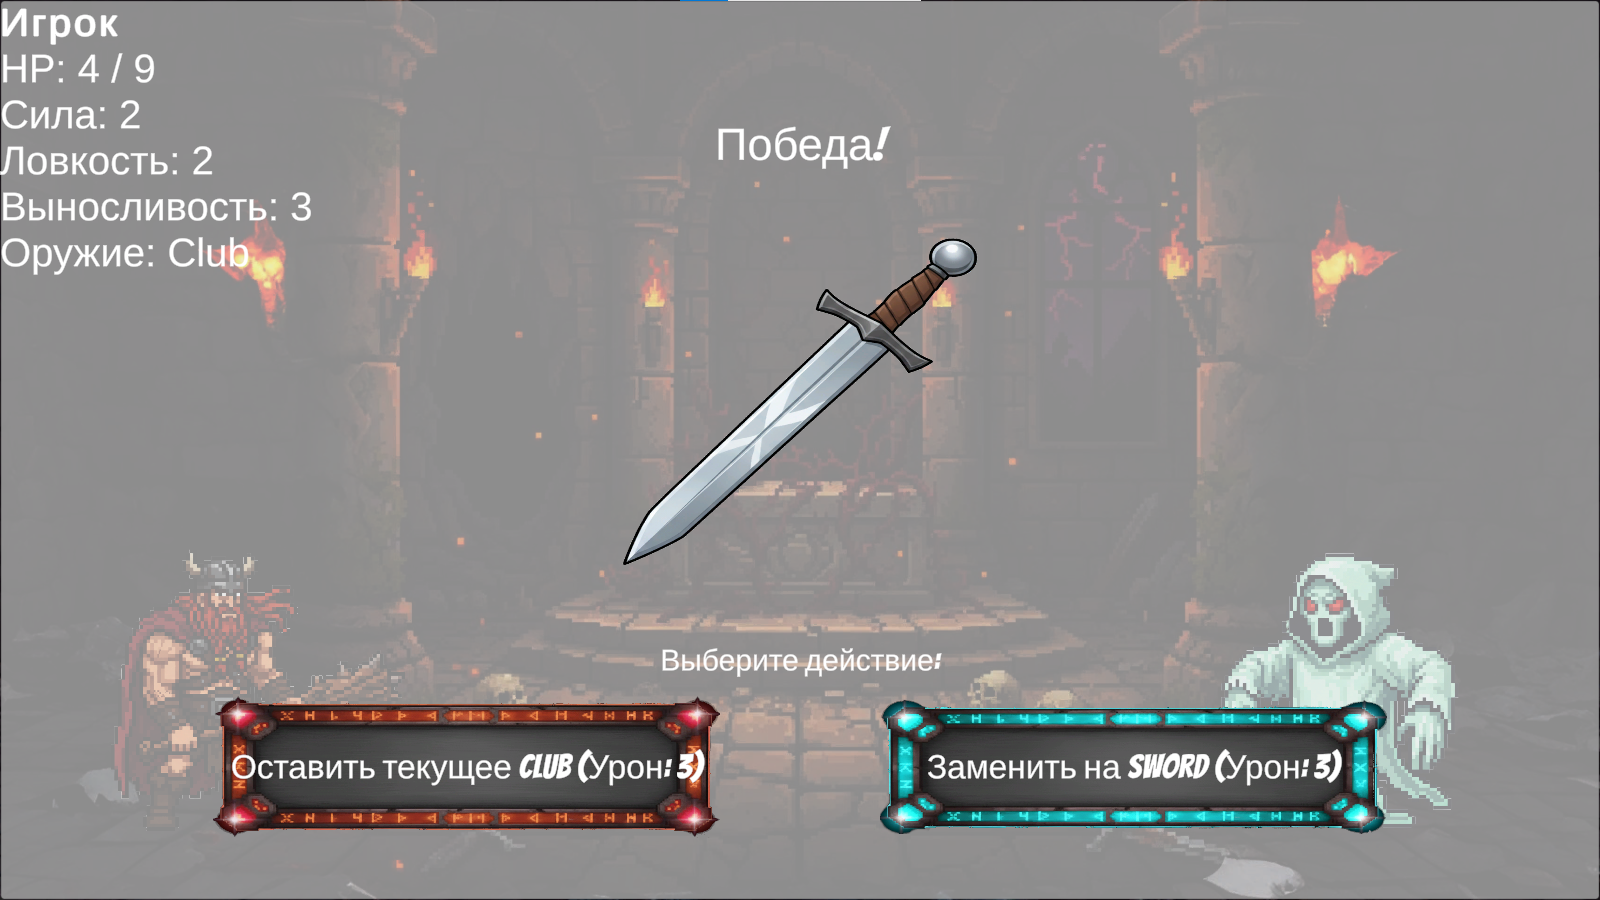 Игрок
HP: 4 / 9
Сила: 2
Ловкость: 2
Выносливость: 3
Оружие: Club
Победа!
Выберите действие:
Оставить текущее CLUB (Урон: 3)
Заменить на SWORD (Урон: 3)